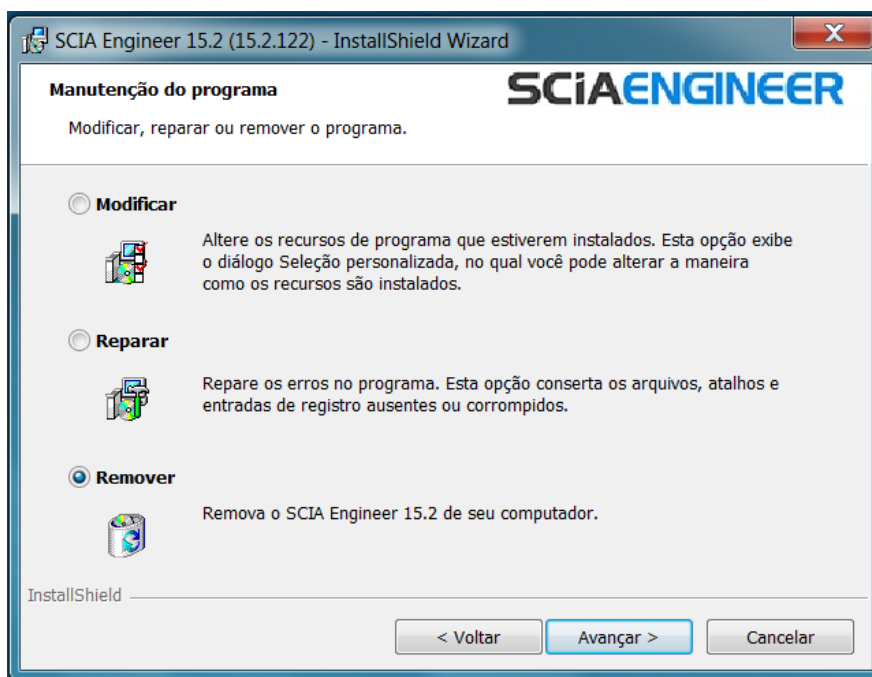 SCIA Engineer 15.2 (15.2.122) - InstallShield Wizard
Manutenção do programa
SCiAENGINEER
Modificar, reparar ou remover o programa.
Modificar
Altere os recursos de programa que estiverem instalados. Esta opção exibe
o diálogo Seleção personalizada, no qual você pode alterar a maneira
como os recursos são instalados.
Reparar
Repare os erros no programa. Esta opção conserta os arquivos, atalhos e
entradas de registro ausentes ou corrompidos.
Remover
Remova o SCIA Engineer 15.2 de seu computador.
InstallShield
< Voltar
Avançar >
Cancelar